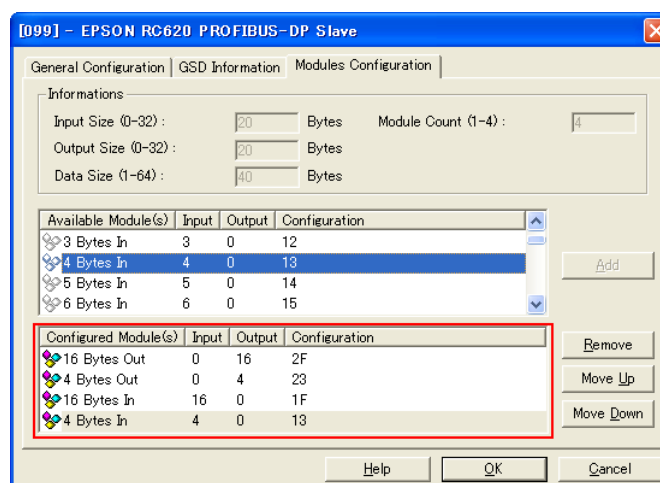 [099] - EPSON RC620 PROFIBUS-DP Slave
General Configuration GSD Information Modules Configuration
Informations
Input Size (0-32) : 20 Bytes Module Count (1-4) : 4
Output Size (0-32) : 20 Bytes
Data Size (1-64) : 40 Bytes
Available Module(s) Input Output Configuration
3 Bytes In 3 0 12
4 Bytes In 4 0 13
5 Bytes In 5 0 14
6 Bytes In 6 0 15
Add
Configured Module(s) Input Output Configuration
16 Bytes Out 0 16 2F
4 Bytes Out 0 4 23
16 Bytes In 16 0 1F
4 Bytes In 4 0 13
Remove
Move Up
Move Down
Help OK Cancel